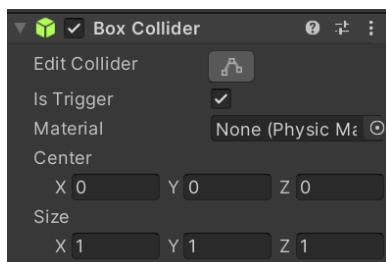 Box Collider
Edit Collider
Is Trigger
Material None (Physic Ma
Center
X 0 Y 0 Z 0
Size
X 1 Y 1 Z 1